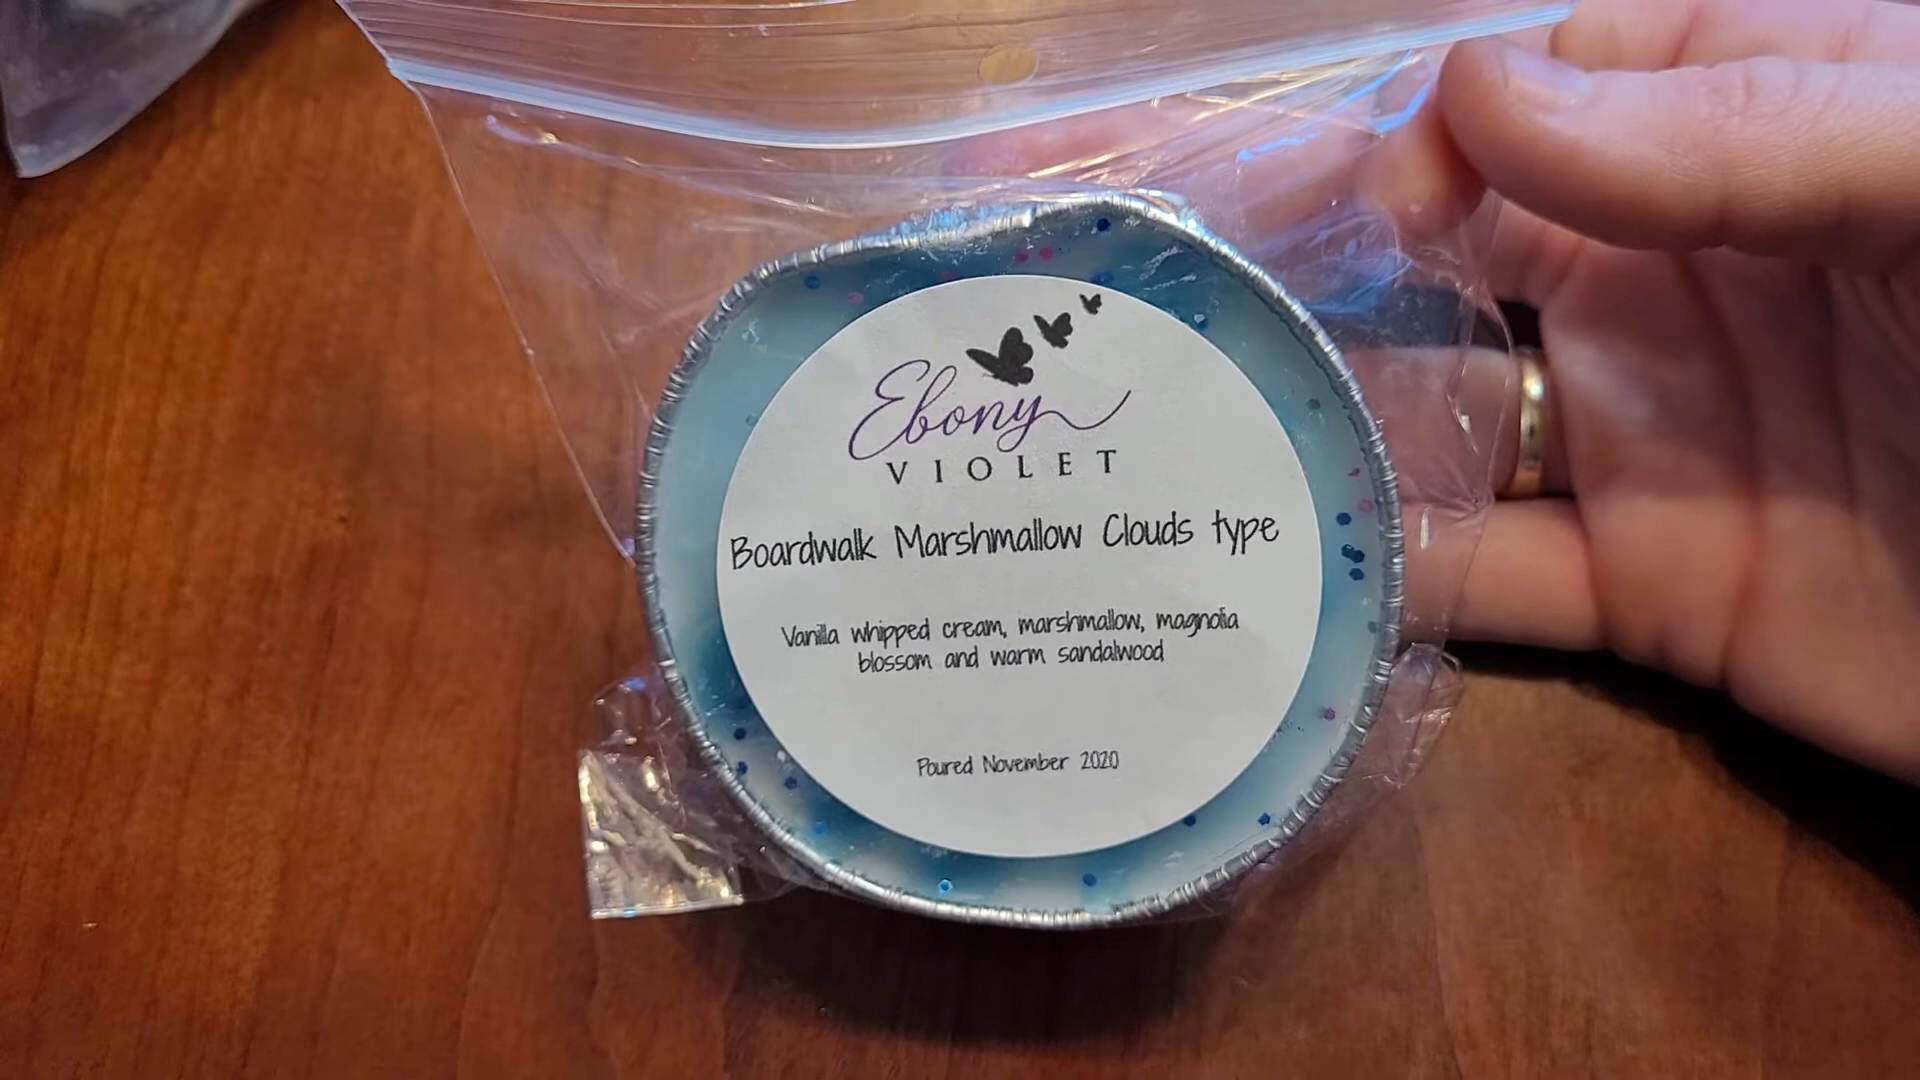 Ebony
VIOLET
Boardwalk Marshmallow Clouds type
Vanilla whipped cream, marshmallow, magnolia
blossom and warm sandalwood
Poured November 2020